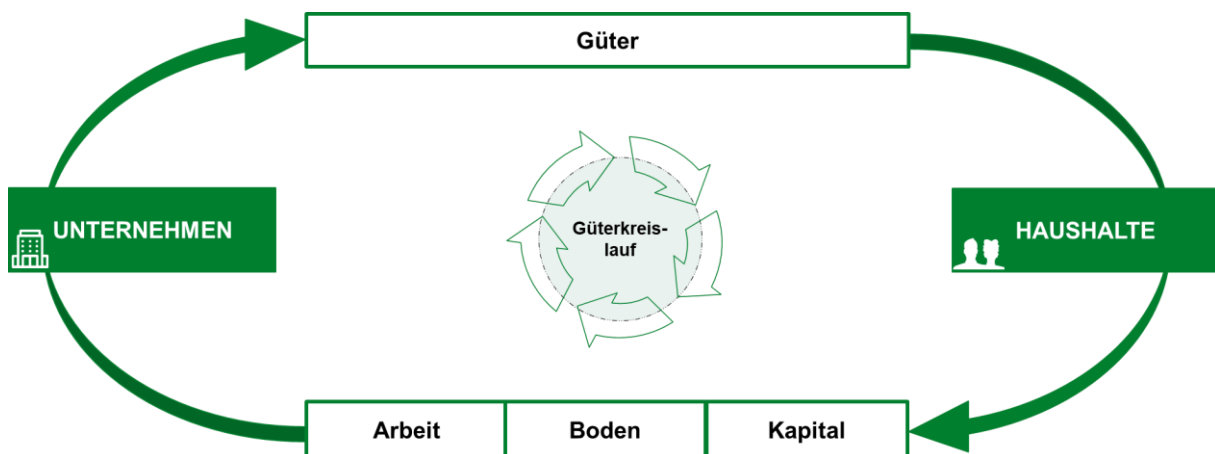 Güter
UNTERNEHMEN
Güterkreis-
lauf
HAUSHALTE
Arbeit
Boden
Kapital